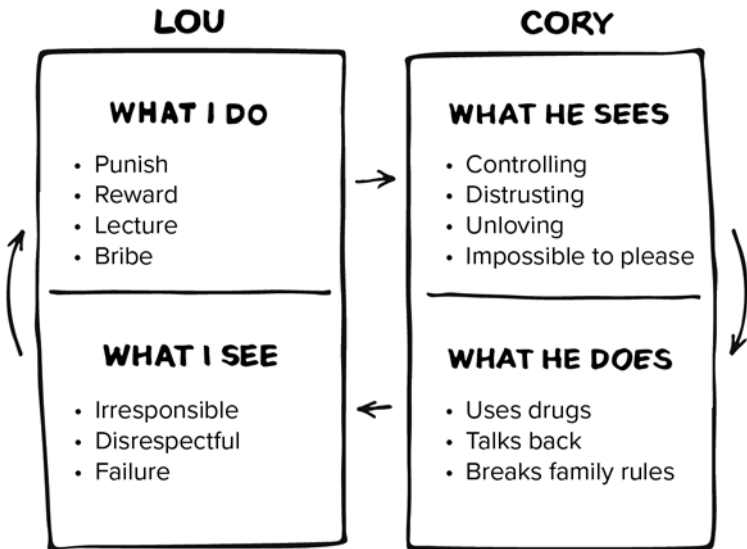 LOU
WHAT I DO
• Punish
• Reward
• Lecture
• Bribe
WHAT I SEE
• Irresponsible
• Disrespectful
• Failure
CORY
WHAT HE SEES
• Controlling
• Distrusting
• Unloving
• Impossible to please
WHAT HE DOES
• Uses drugs
• Talks back
• Breaks family rules